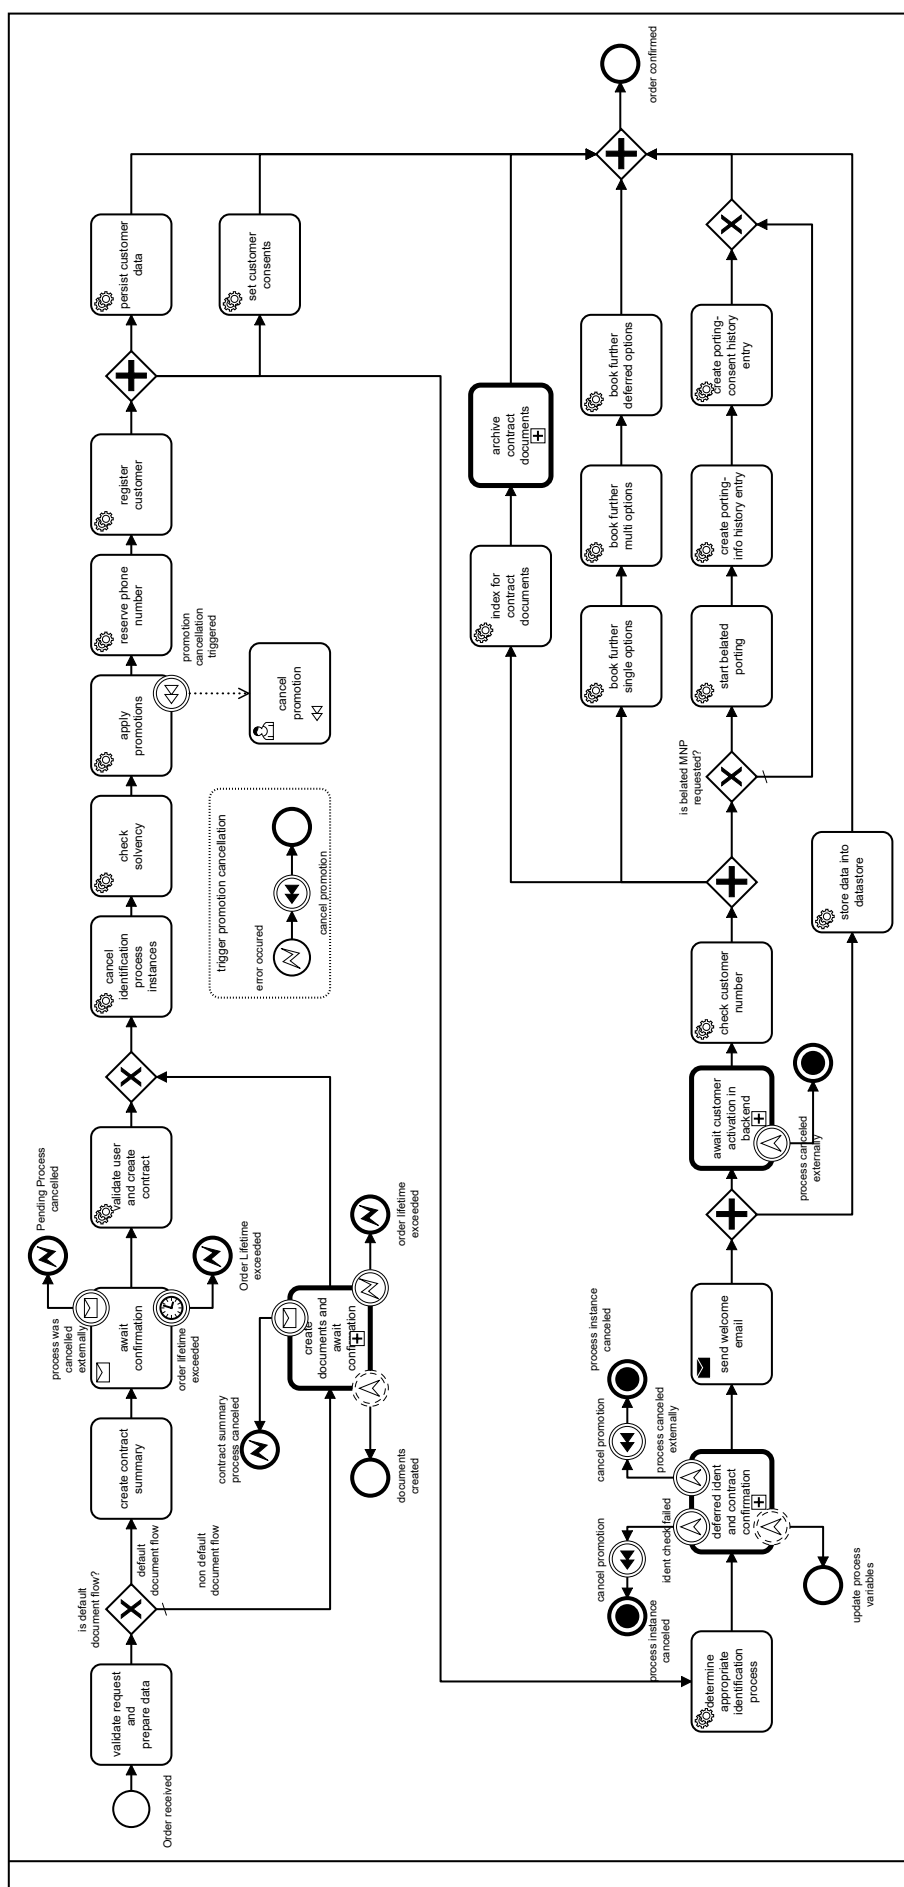 Order received
validate request
and
prepare data
is default
document flow?
default
document flow
non default
document flow
create contract
summary
process was
cancelled
externally
Pending Process
cancelled
await
confirmation
order lifetime
exceeded
Order Lifetime
exceeded
contract summary
process canceled
create
documents and
await
confirmation
documents
created
order lifetime
exceeded
validate user
and create
contract
cancel
identification
process
instances
check
solvency
apply
promotions
promotion
cancellation
triggered
cancel
promotion
reserve phone
number
register
customer
persist customer
data
set customer
consents
trigger promotion cancellation
error occured
cancel promotion
determine
appropriate
identification
process
cancel promotion
process instance
canceled
ident check failed
cancel promotion
process instance
canceled
process canceled
externally
deferred ident
and contract
confirmation
update process
variables
send welcome
email
await customer
activation in
backend
process canceled
externally
check customer
number
store data into
datastore
index for
contract
documents
archive
contract
documents
book further
single options
book further
multi options
book further
deferred options
is belated MNP
requested?
start belated
porting
create porting-
info history entry
create porting-
consent history
entry
order confirmed